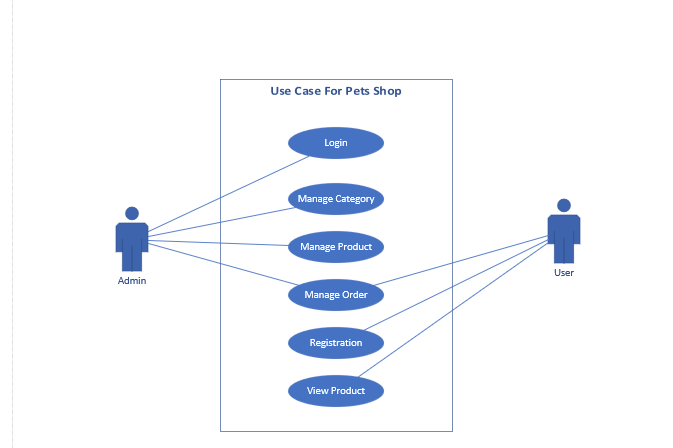 Use Case For Pets Shop
Login
Manage Category
Manage Product
Manage Order
Registration
View Product
Admin
User